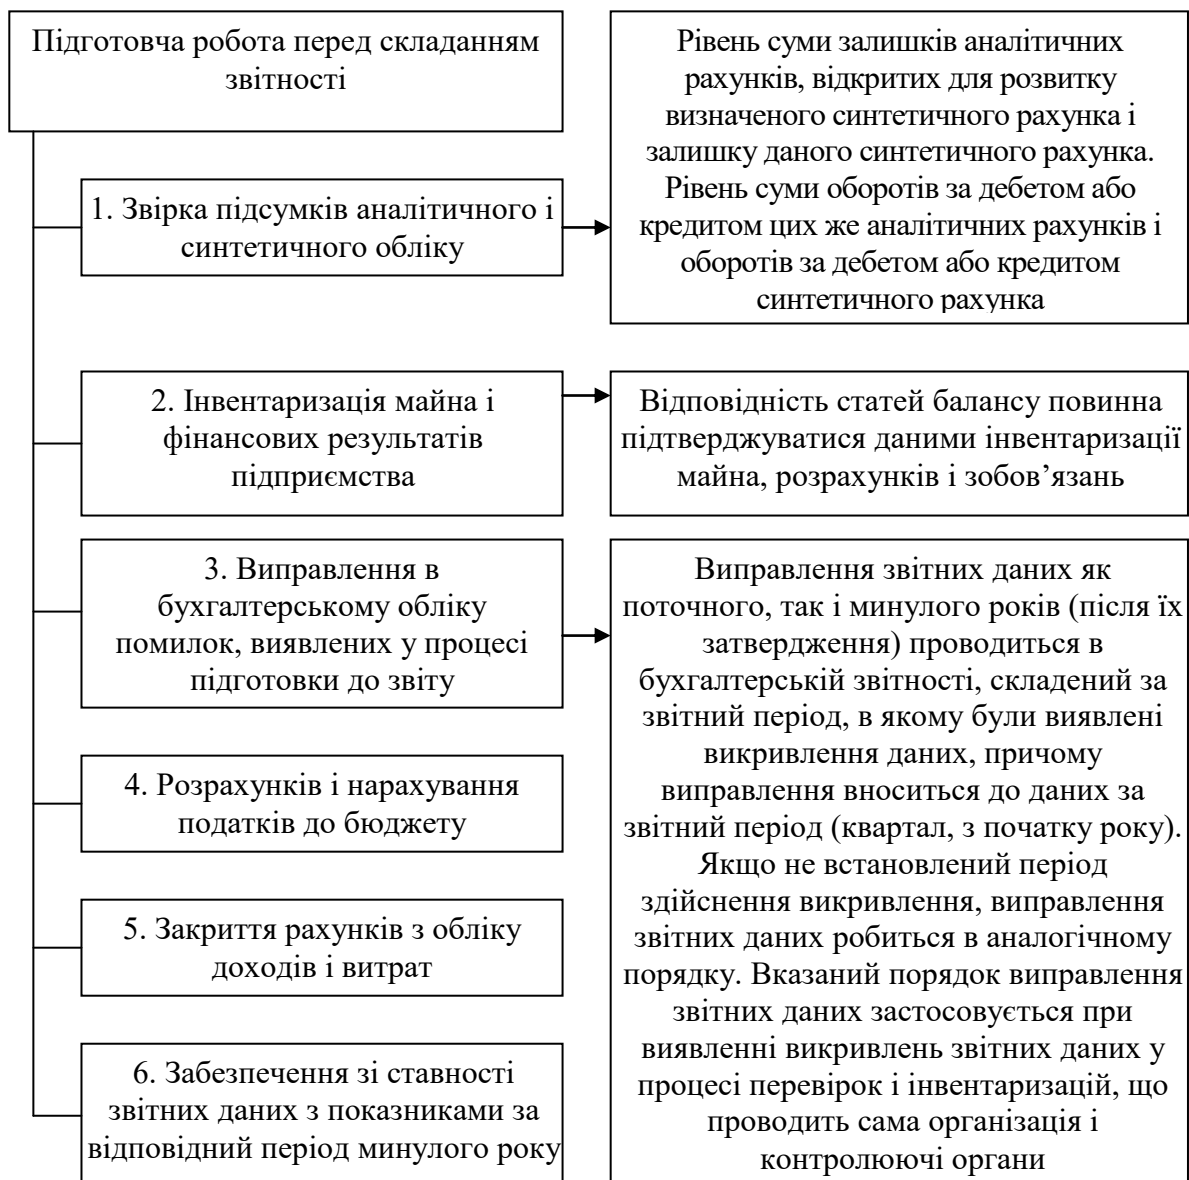 Підготовча робота перед складанням
звітності
Рівень суми залишків аналітичних
рахунків, відкритих для розвитку
визначеного синтетичного рахунка і
залишку даного синтетичного рахунка.
Рівень суми оборотів за дебетом або
кредитом цих же аналітичних рахунків і
оборотів за дебетом або кредитом
синтетичного рахунка
1. Звірка підсумків аналітичного і
синтетичного обліку
2. Інвентаризація майна і
фінансових результатів
підприємства
Відповідність статей балансу повинна
підтверджуватися даними інвентаризації
майна, розрахунків і зобов’язань
3. Виправлення в
бухгалтерському обліку
помилок, виявлених у процесі
підготовки до звіту
Виправлення звітних даних як
поточного, так і минулого років (після їх
затвердження) проводиться в
бухгалтерській звітності, складений за
звітний період, в якому були виявлені
викривлення даних, причому
виправлення вноситься до даних за
звітний період (квартал, з початку року).
Якщо не встановлений період
здійснення викривлення, виправлення
звітних даних робиться в аналогічному
порядку. Вказаний порядок виправлення
звітних даних застосовується при
виявленні викривлень звітних даних у
процесі перевірок і інвентаризацій, що
проводить сама організація і
контролюючі органи
4. Розрахунків і нарахування
податків до бюджету
5. Закриття рахунків з обліку
доходів і витрат
6. Забезпечення зі ставності
звітних даних з показниками за
відповідний період минулого року